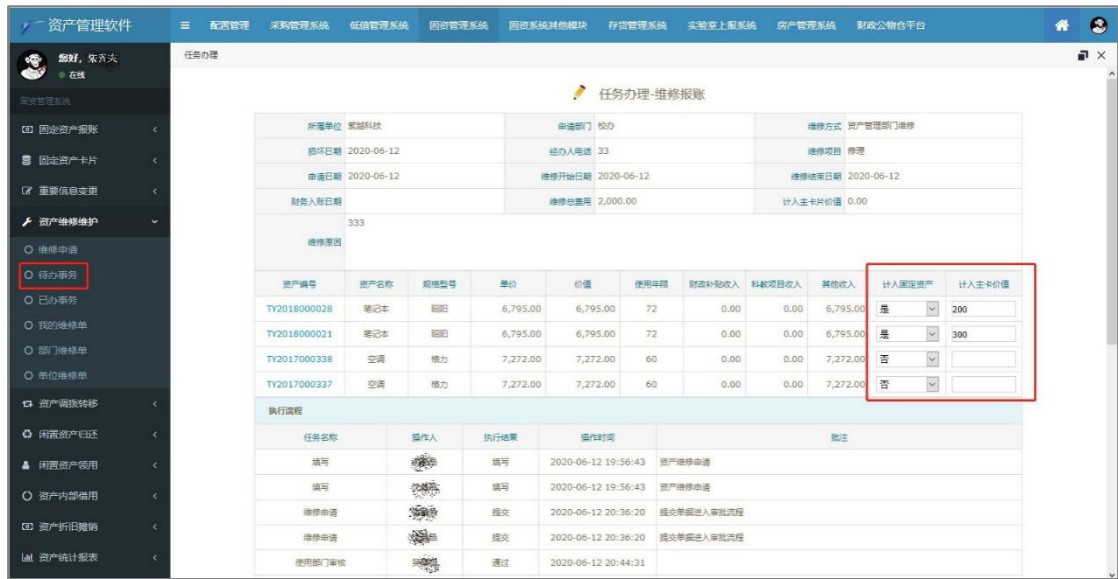 资产管理软件 配置管理 采购管理系统 低值管理系统 固资管理系统 固资系统其他模块 存货管理系统 实验室上报系统 房产管理系统 财政公物仓平台
您好，
在线
任务办理
固资管理系统
任务办理-维修报账
固定资产报账
固定资产卡片
重要信息变更
资产维修维护
维修申请
待办事务
已办事务
我的维修单
部门维修单
单位维修单
资产调拨转移
闲置资产归还
闲置资产领用
资产内部借用
资产折旧摊销
资产统计报表
所属单位 紫越科技 申请部门 校办 维修方式 资产管理部门维修
损坏日期 2020-06-12 经办人电话 33 维修项目 修理
申请日期 2020-06-12 维修开始日期 2020-06-12 维修结束日期 2020-06-12
财务入账日期 维修总费用 2,000.00 计入主卡片价值 0.00
维修原因 333
资产编号 资产名称 规格型号 单价 价值 使用年限 财政补贴收入 科教项目收入 其他收入 计入固定资产 计入主卡价值
TY2018000028 笔记本 昭阳 6,795.00 6,795.00 72 0.00 0.00 6,795.00 是 200
TY2018000021 笔记本 昭阳 6,795.00 6,795.00 72 0.00 0.00 6,795.00 是 300
TY2017000338 空调 格力 7,272.00 7,272.00 60 0.00 0.00 7,272.00 否
TY2017000337 空调 格力 7,272.00 7,272.00 60 0.00 0.00 7,272.00 否
执行流程
任务名称 操作人 执行结果 操作时间 批注
填写 填写 2020-06-12 19:56:43 资产维修申请
填写 填写 2020-06-12 19:56:43 资产维修申请
维修申请 提交 2020-06-12 20:36:20 提交单据进入审批流程
维修申请 提交 2020-06-12 20:36:20 提交单据进入审批流程
使用部门审核 通过 2020-06-12 20:44:31